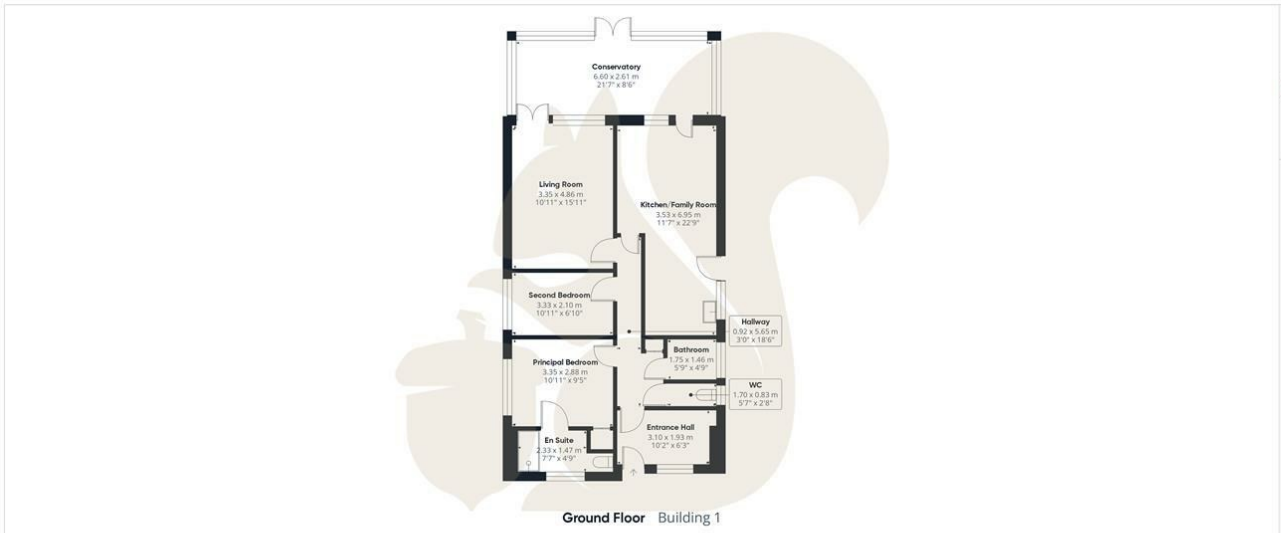 Conservatory
6.60 x 2.61 m
21'7" x 8'6"
Living Room
3.35 x 4.86 m
10'11" x 15'11"
Kitchen/Family Room
3.53 x 6.95 m
11'7" x 22'9"
Second Bedroom
3.33 x 2.10 m
10'11" x 6'10"
Hallway
0.92 x 5.65 m
3'0" x 18'6"
Principal Bedroom
3.35 x 2.88 m
10'11" x 9'5"
Bathroom
1.75 x 1.46 m
5'9" x 4'9"
WC
1.70 x 0.83 m
5'7" x 2'8"
Entrance Hall
3.10 x 1.93 m
10'2" x 6'3"
En Suite
2.33 x 1.47 m
7'7" x 4'9"
Ground Floor Building 1